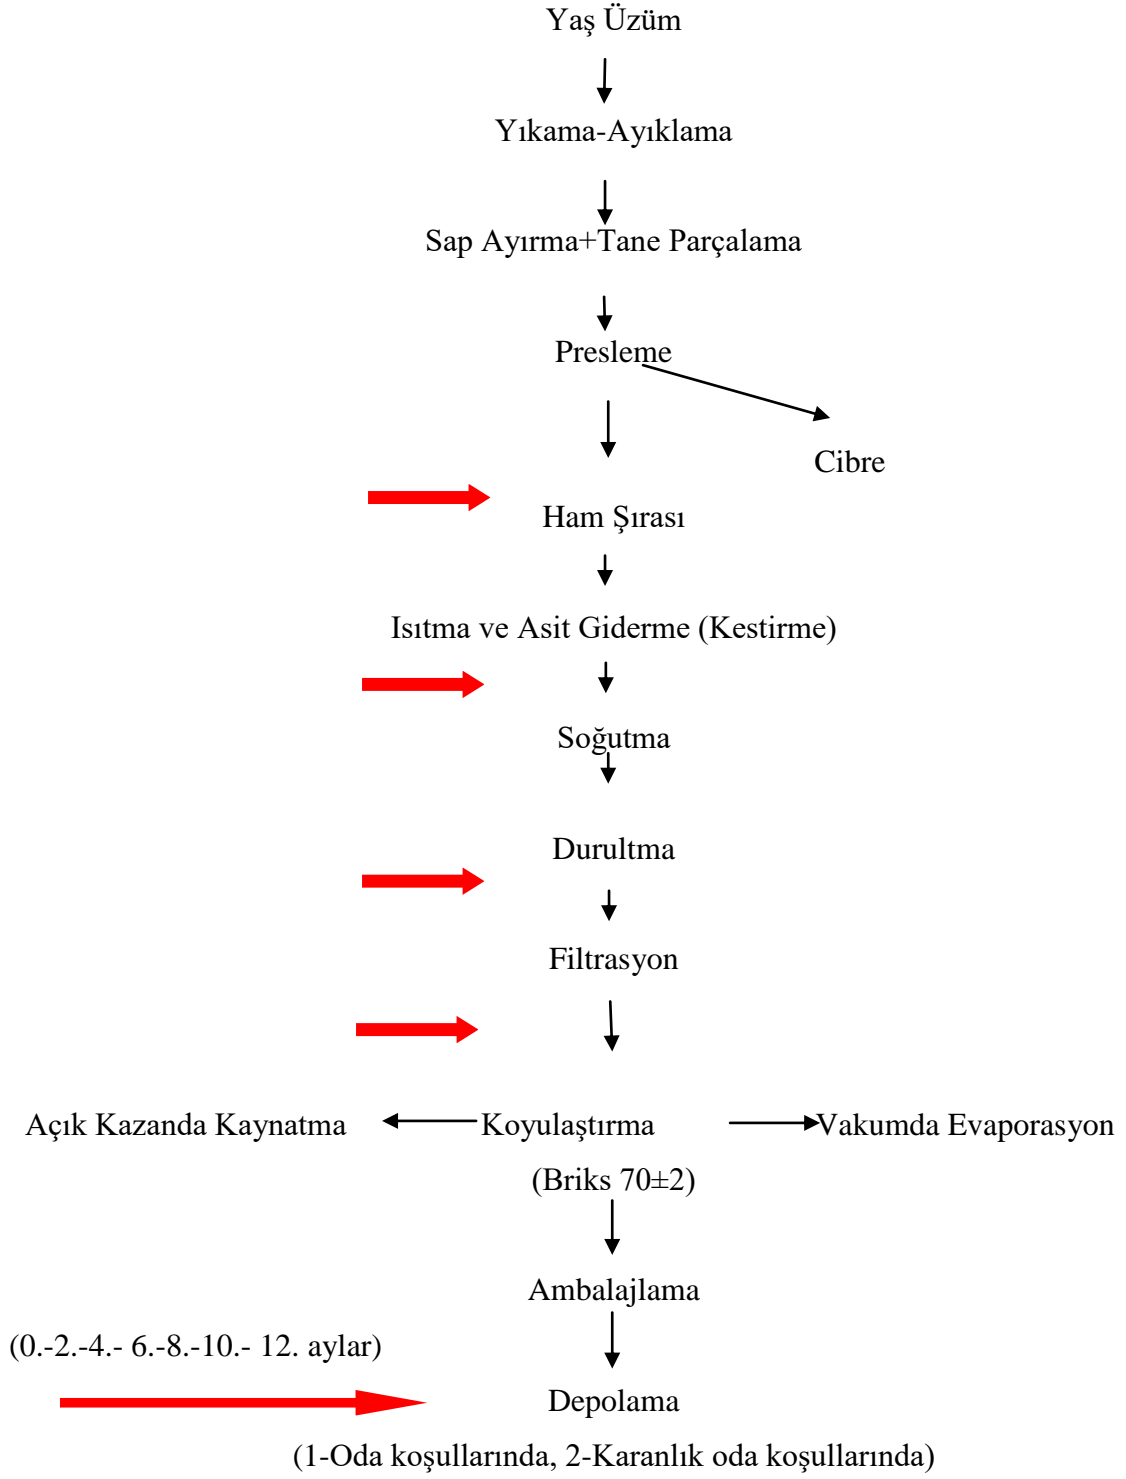 Yaş Üzüm
Yıkama-Ayıklama
Sap Ayırma+Tane Parçalama
Presleme
Cibre
Ham Şırası
Isıtma ve Asit Giderme (Kestirme)
Soğutma
Durultma
Filtrasyon
Açık Kazanda Kaynatma Koyulaştırma Vakumda Evaporasyon
(Briks 70±2)
Ambalajlama
(0.-2.-4.- 6.-8.-10.- 12. aylar)
Depolama
(1-Oda koşullarında, 2-Karanlık oda koşullarında)